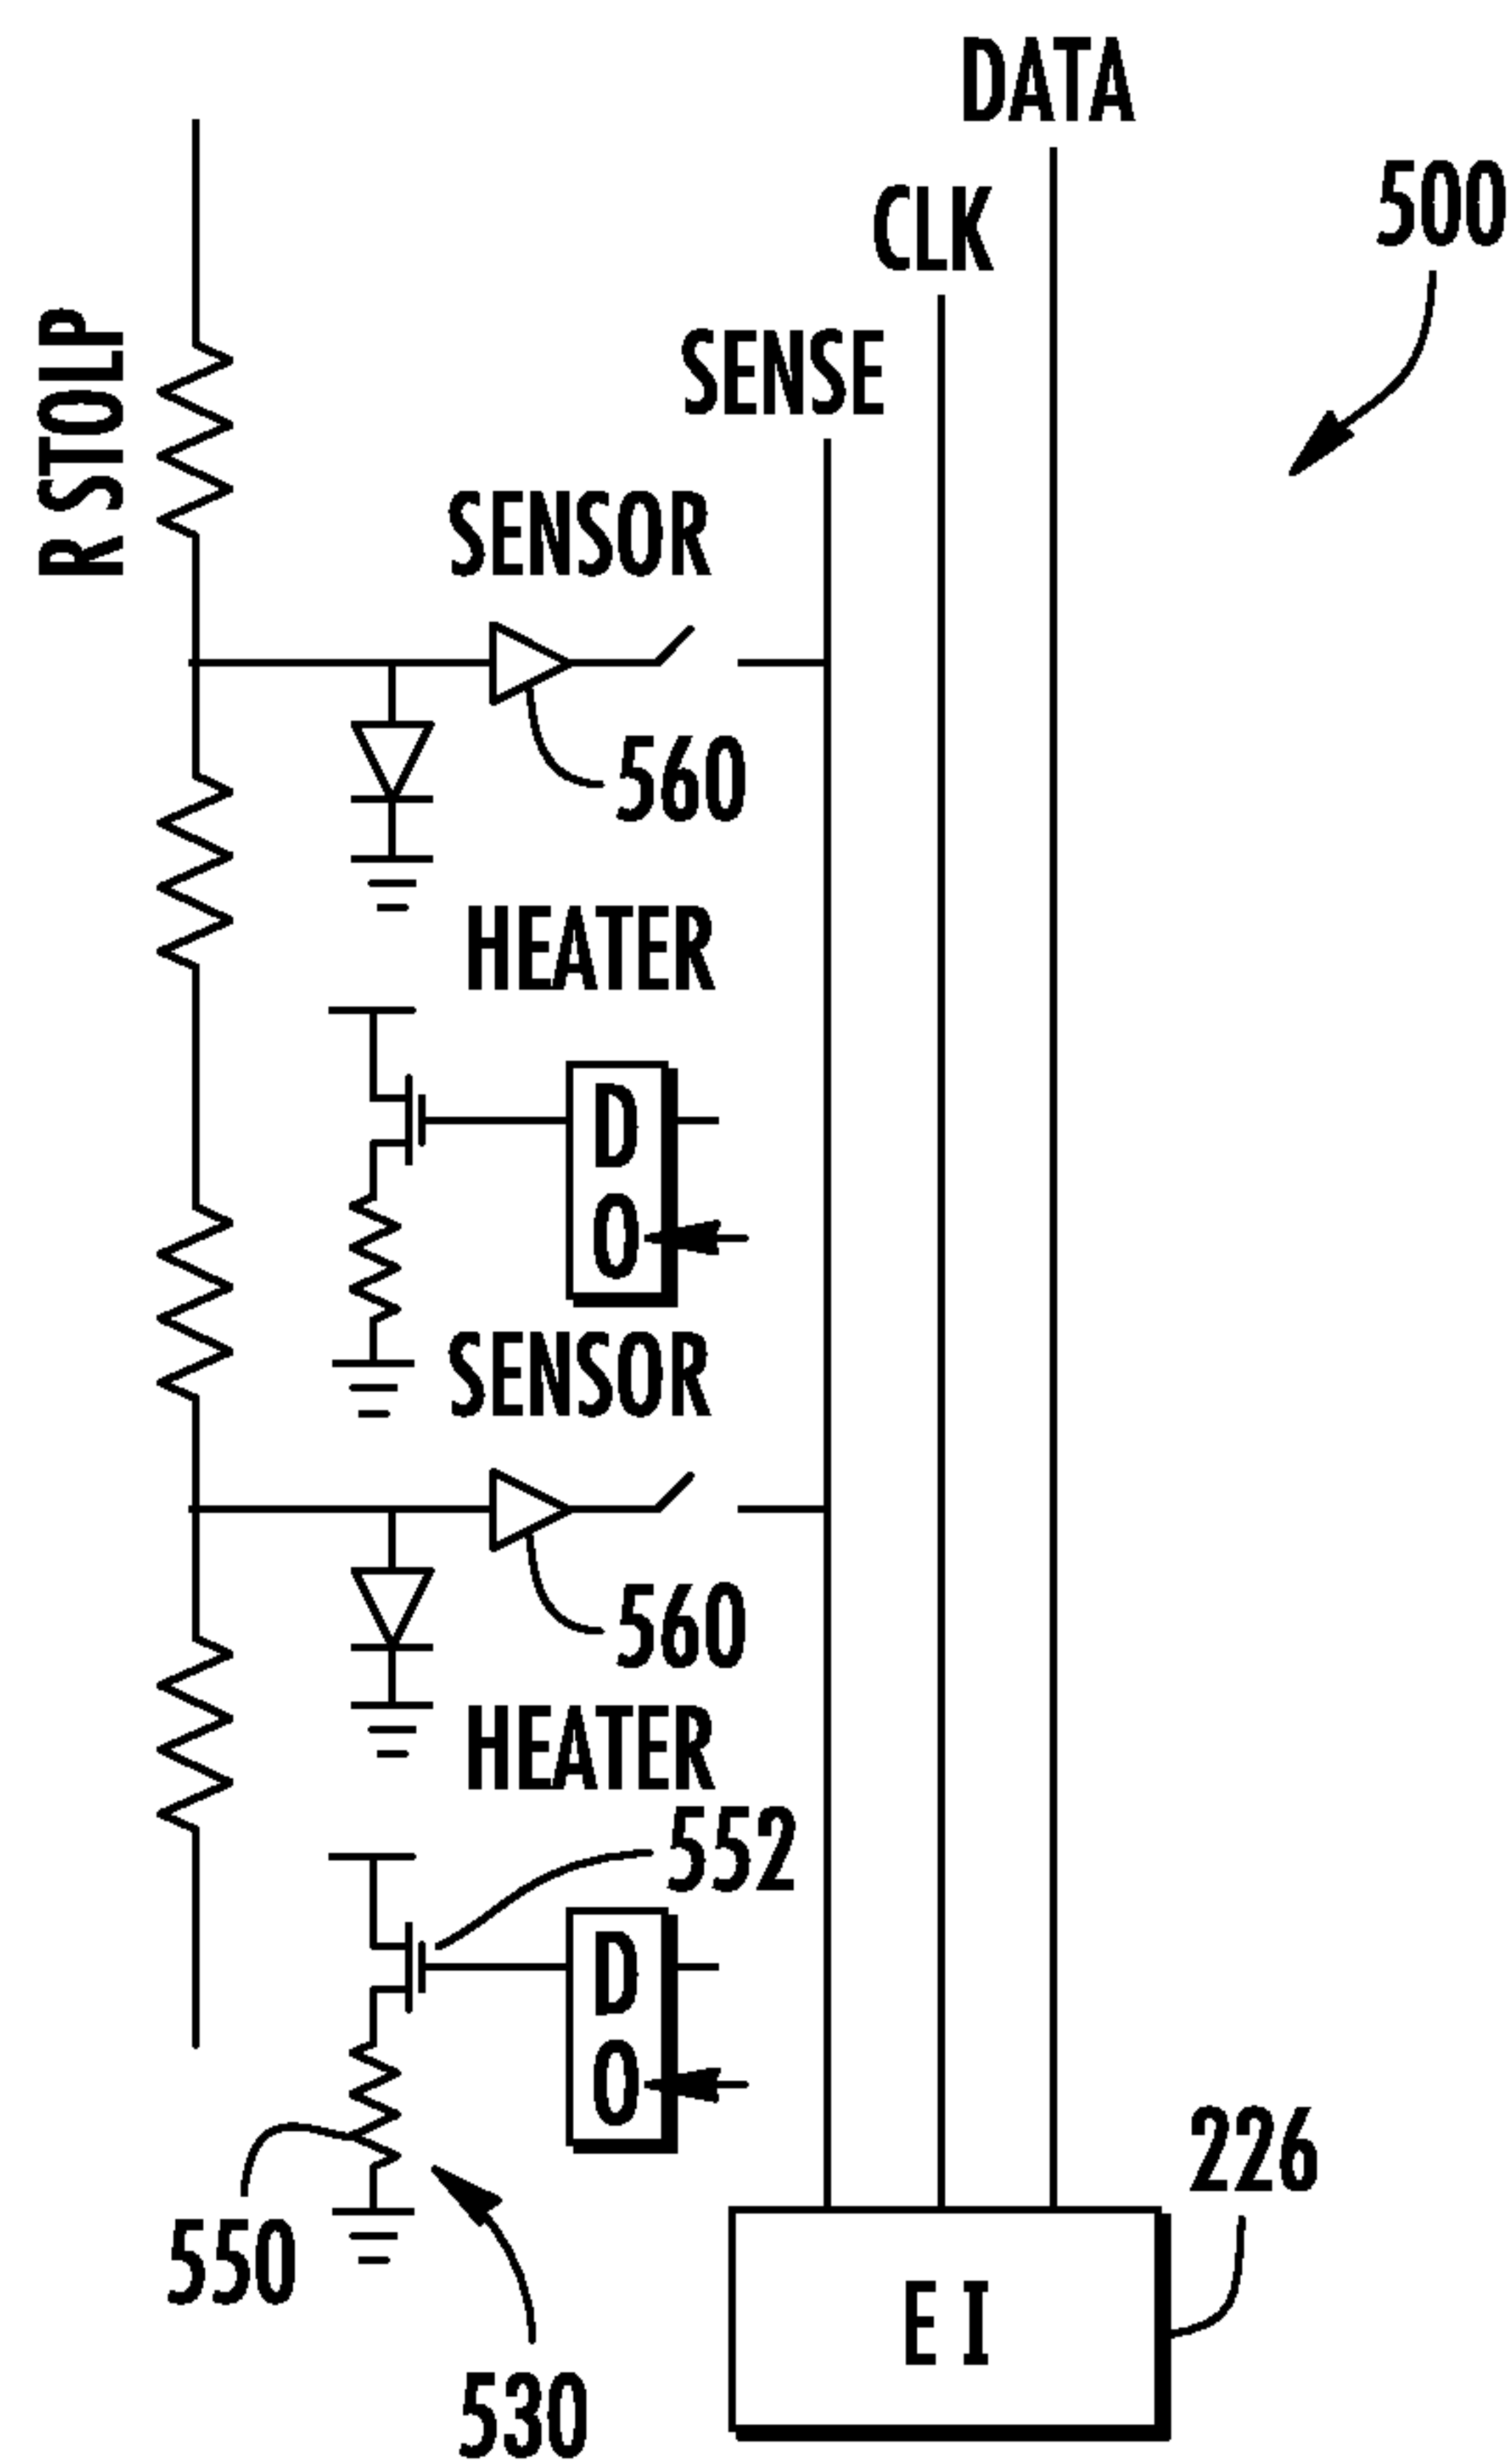 DATA
CLK
500
SENSE
R STOLP
SENSOR
560
HEATER
D
O
SENSOR
560
HEATER
552
D
O
226
550
E I
530